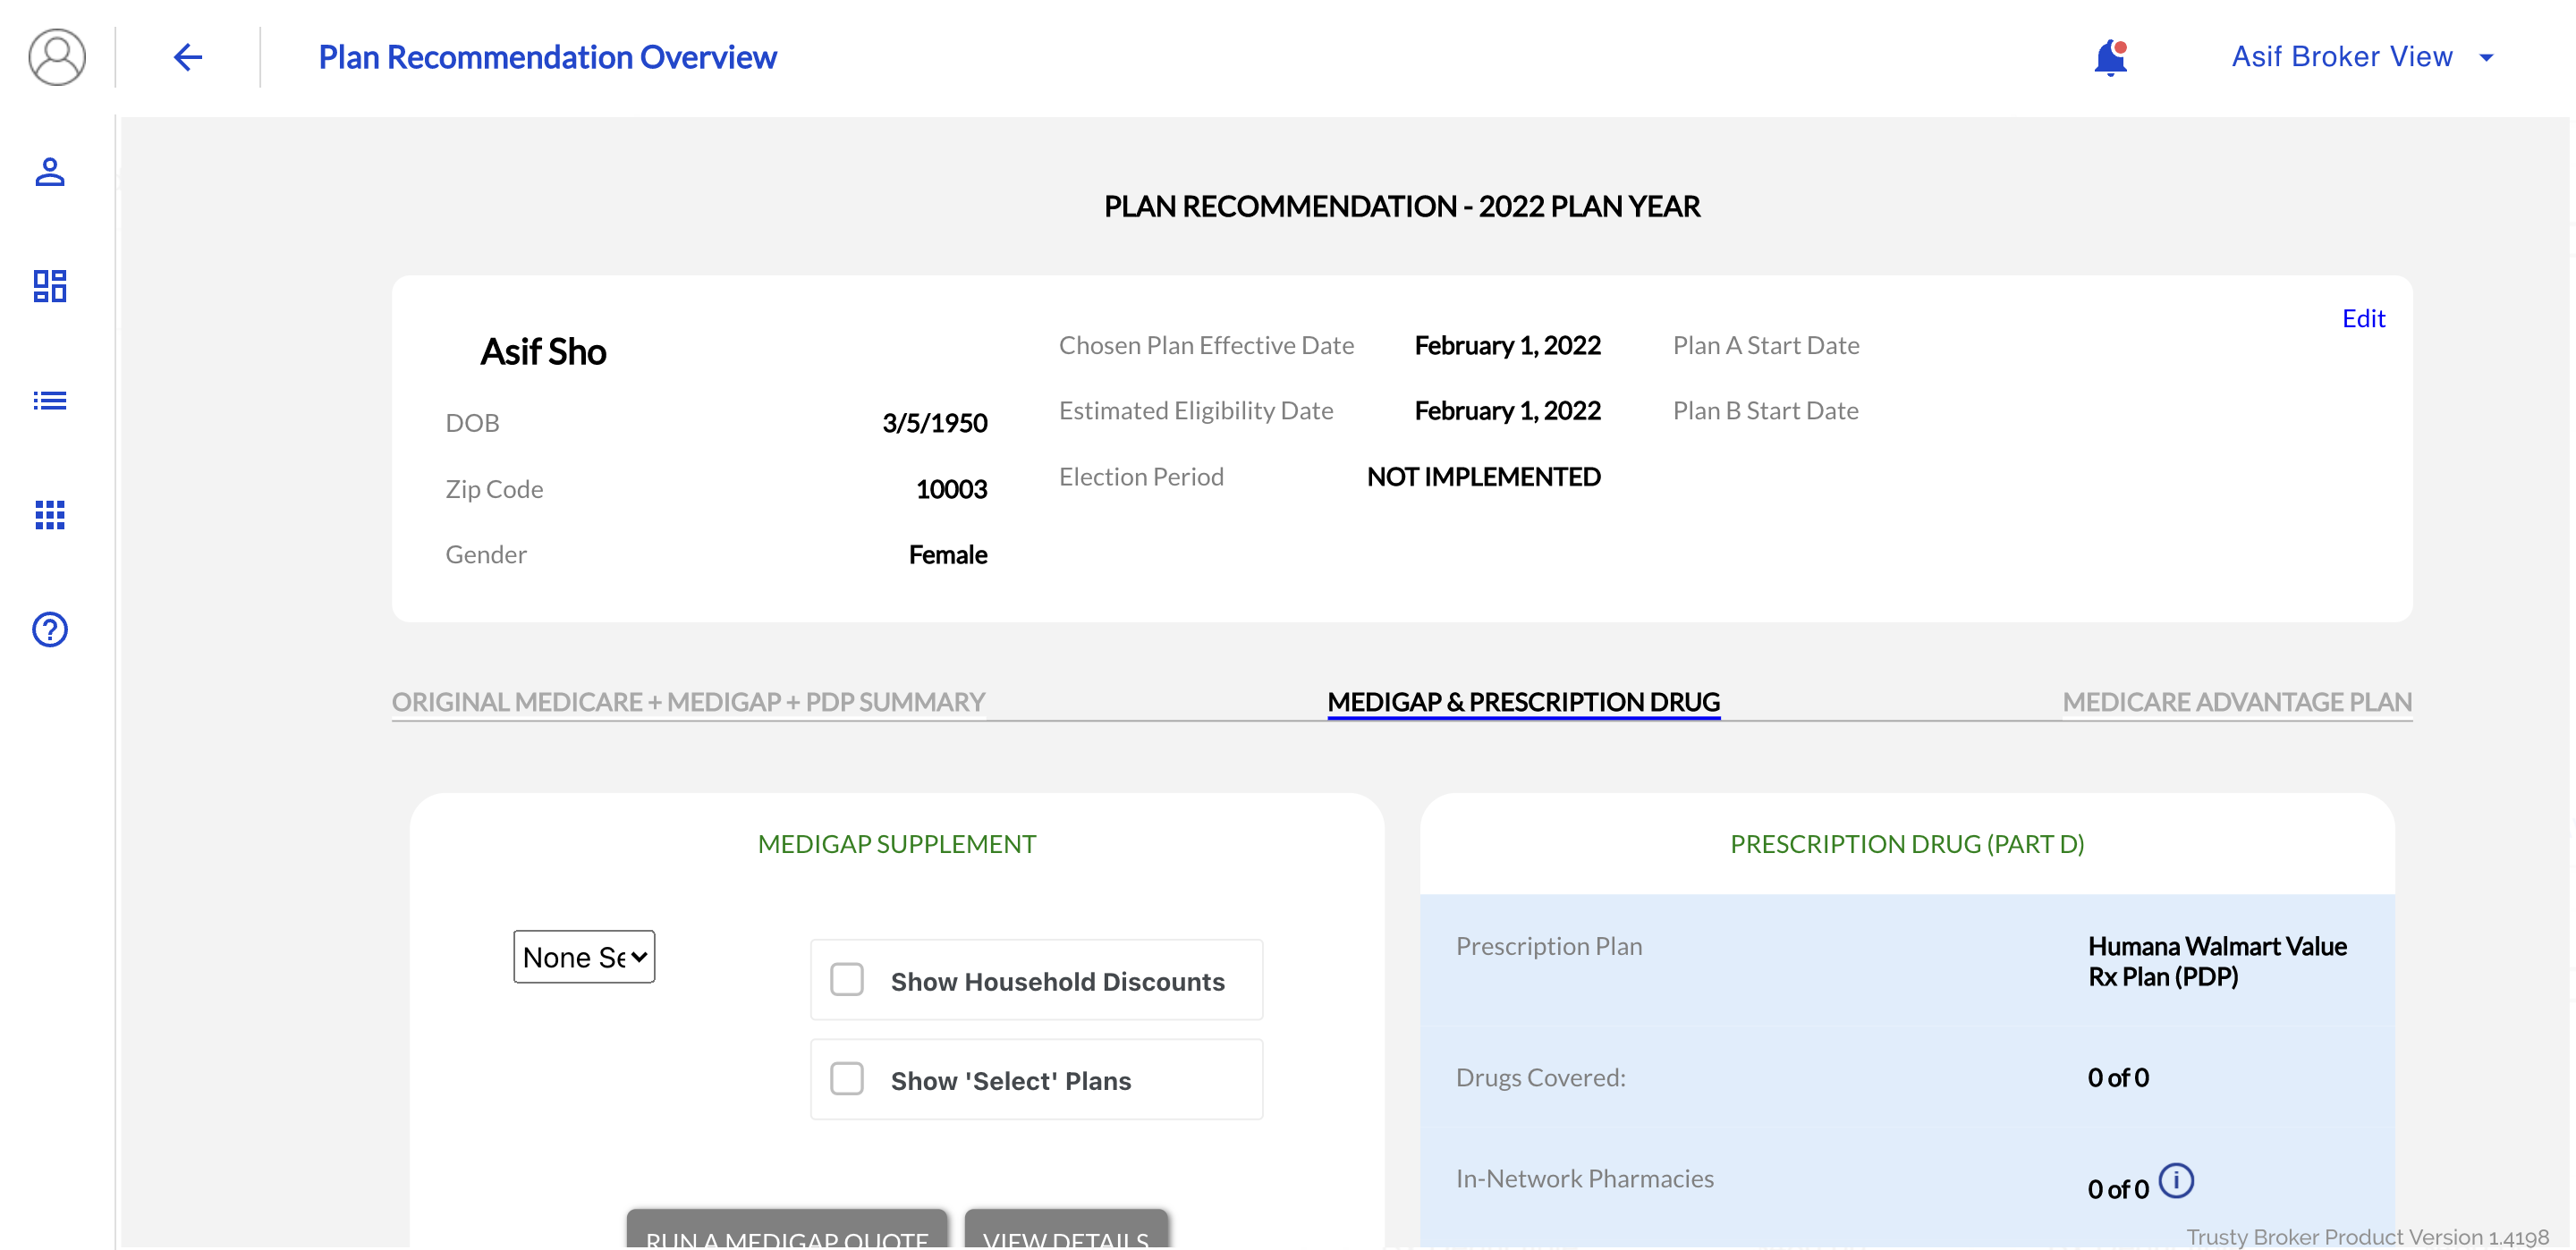 Plan Recommendation Overview
Asif Broker View
PLAN RECOMMENDATION - 2022 PLAN YEAR
Edit
Asif Sho
DOB 3/5/1950
Zip Code 10003
Gender Female
Chosen Plan Effective Date February 1, 2022
Estimated Eligibility Date February 1, 2022
Election Period NOT IMPLEMENTED
Plan A Start Date
Plan B Start Date
ORIGINAL MEDICARE + MEDIGAP + PDP SUMMARY
MEDIGAP & PRESCRIPTION DRUG
MEDICARE ADVANTAGE PLAN
MEDIGAP SUPPLEMENT
None Se
Show Household Discounts
Show 'Select' Plans
RUN A MEDIGAP QUOTE
VIEW DETAILS
PRESCRIPTION DRUG (PART D)
Prescription Plan
Humana Walmart Value
Rx Plan (PDP)
Drugs Covered: 0 of 0
In-Network Pharmacies 0 of 0
Trusty Broker Product Version 1.4198